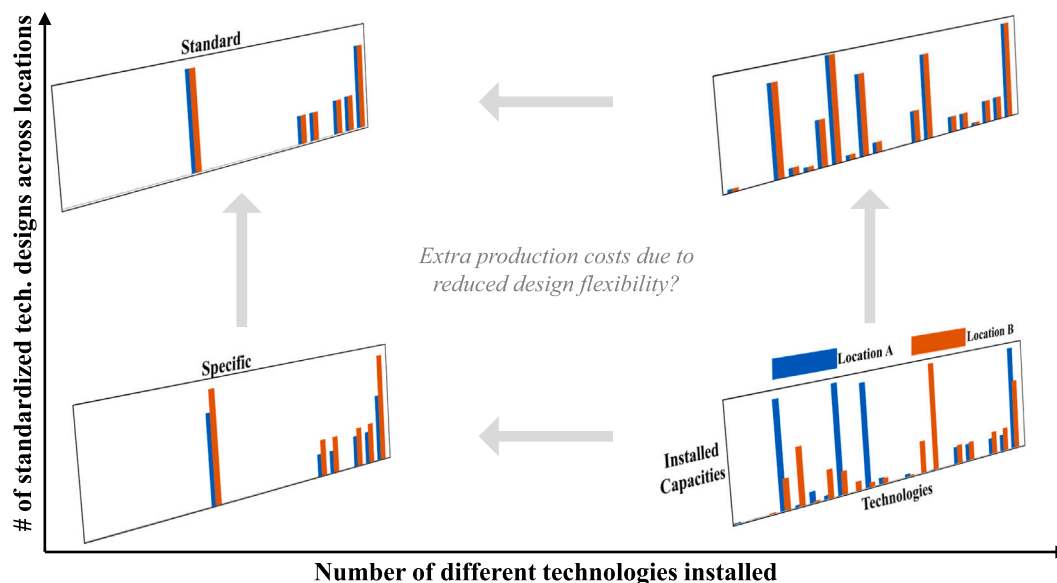 # of standardized tech. designs across locations
Standard
Extra production costs due to
reduced design flexibility?
Specific
Location A
Location B
Installed
Capacities
Technologies
Number of different technologies installed